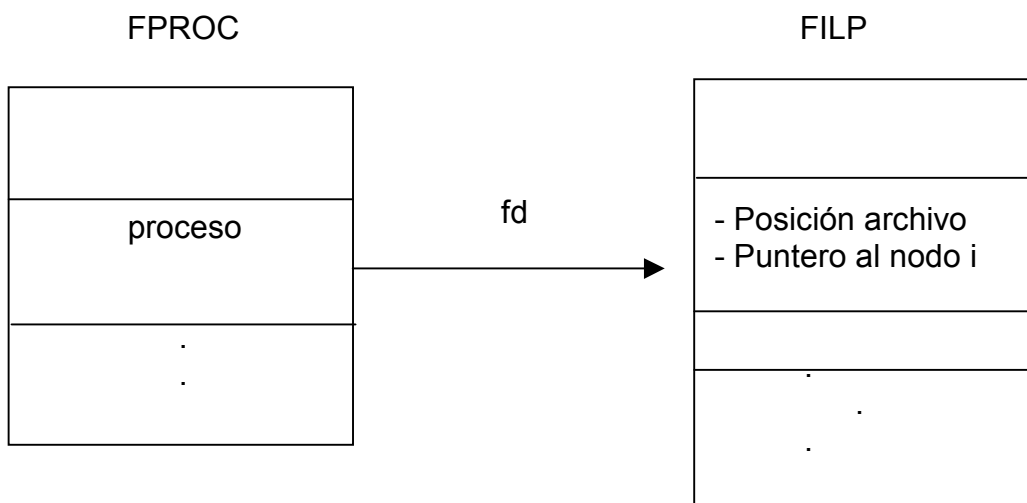 FPROC
FILP
proceso
fd
- Posición archivo
- Puntero al nodo i
.
.
.
.
.